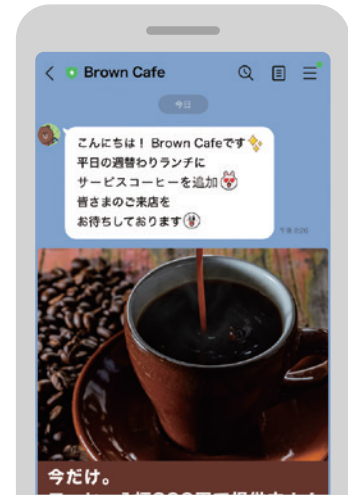 Brown Cafe
今日
こんにちは！ Brown Cafeです
平日の週替わりランチに
サービスコーヒーを追加
皆さまのご来店を
お待ちしております
今だけ。